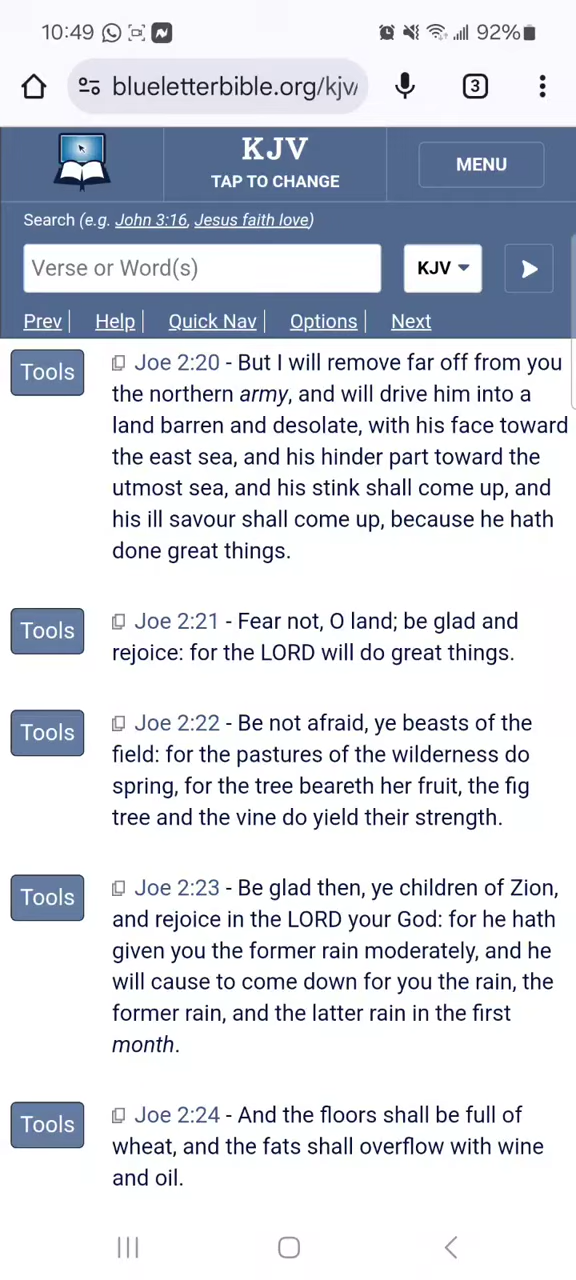 10:49 92%
blueletterbible.org/kjv/ 3
KJV
TAP TO CHANGE
MENU
Search (e.g. John 3:16, Jesus faith love)
Verse or Word(s) KJV
Prev | Help | Quick Nav | Options | Next
Tools
Joe 2:20 - But I will remove far off from you
the northern army, and will drive him into a
land barren and desolate, with his face toward
the east sea, and his hinder part toward the
utmost sea, and his stink shall come up, and
his ill savour shall come up, because he hath
done great things.
Tools
Joe 2:21 - Fear not, O land; be glad and
rejoice: for the LORD will do great things.
Tools
Joe 2:22 - Be not afraid, ye beasts of the
field: for the pastures of the wilderness do
spring, for the tree beareth her fruit, the fig
tree and the vine do yield their strength.
Tools
Joe 2:23 - Be glad then, ye children of Zion,
and rejoice in the LORD your God: for he hath
given you the former rain moderately, and he
will cause to come down for you the rain, the
former rain, and the latter rain in the first
month.
Tools
Joe 2:24 - And the floors shall be full of
wheat, and the fats shall overflow with wine
and oil.